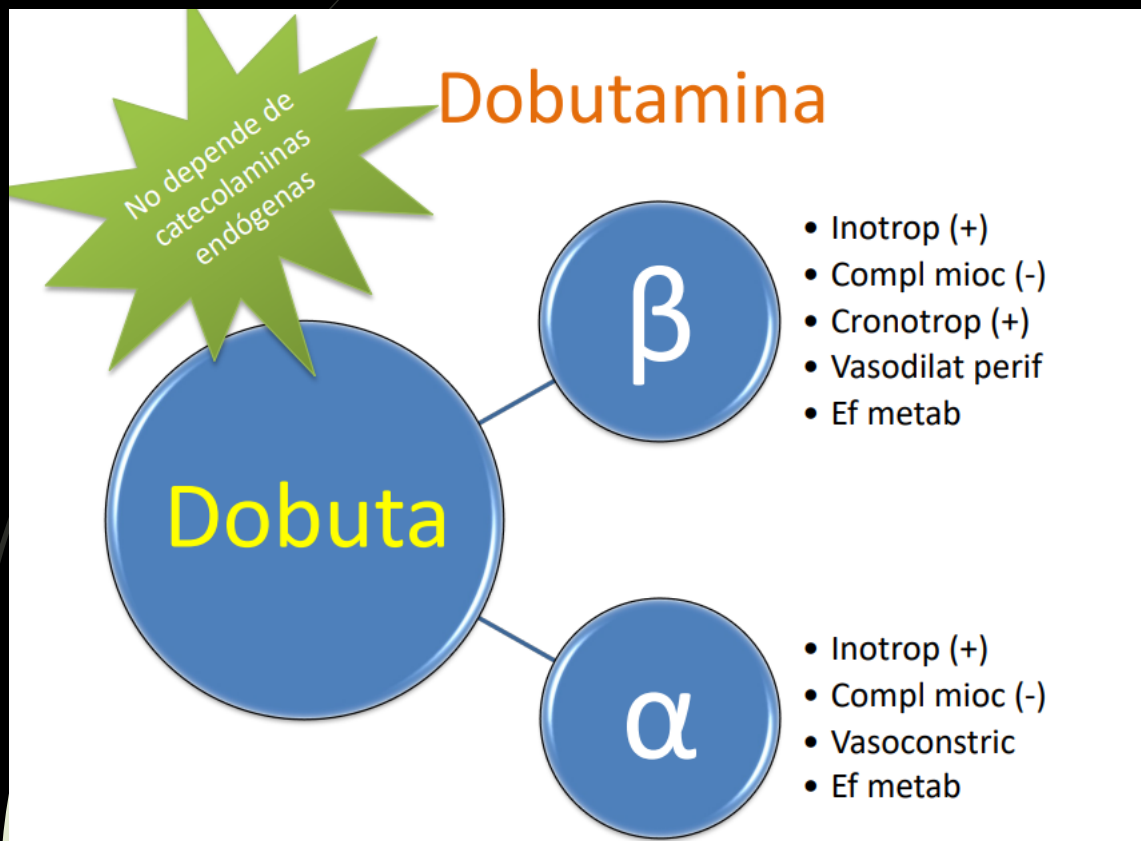 No depende de
catecolaminas
endógenas
Dobutamina
Dobuta
β
• Inotrop (+)
• Compl mioc (-)
• Cronotrop (+)
• Vasodilat perif
• Ef metab
α
• Inotrop (+)
• Compl mioc (-)
• Vasoconstric
• Ef metab